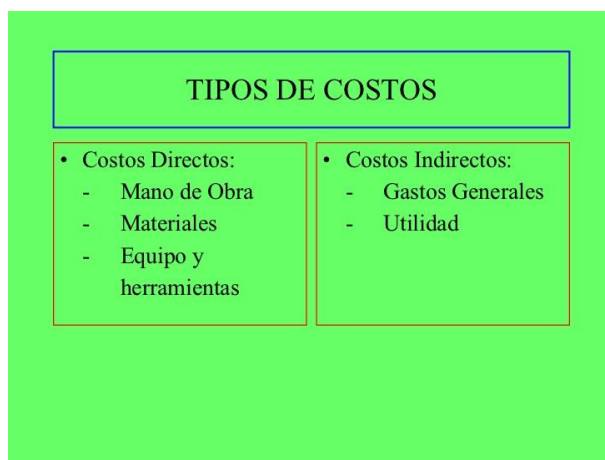 TIPOS DE COSTOS
• Costos Directos:
- Mano de Obra
- Materiales
- Equipo y
herramientas
• Costos Indirectos:
- Gastos Generales
- Utilidad